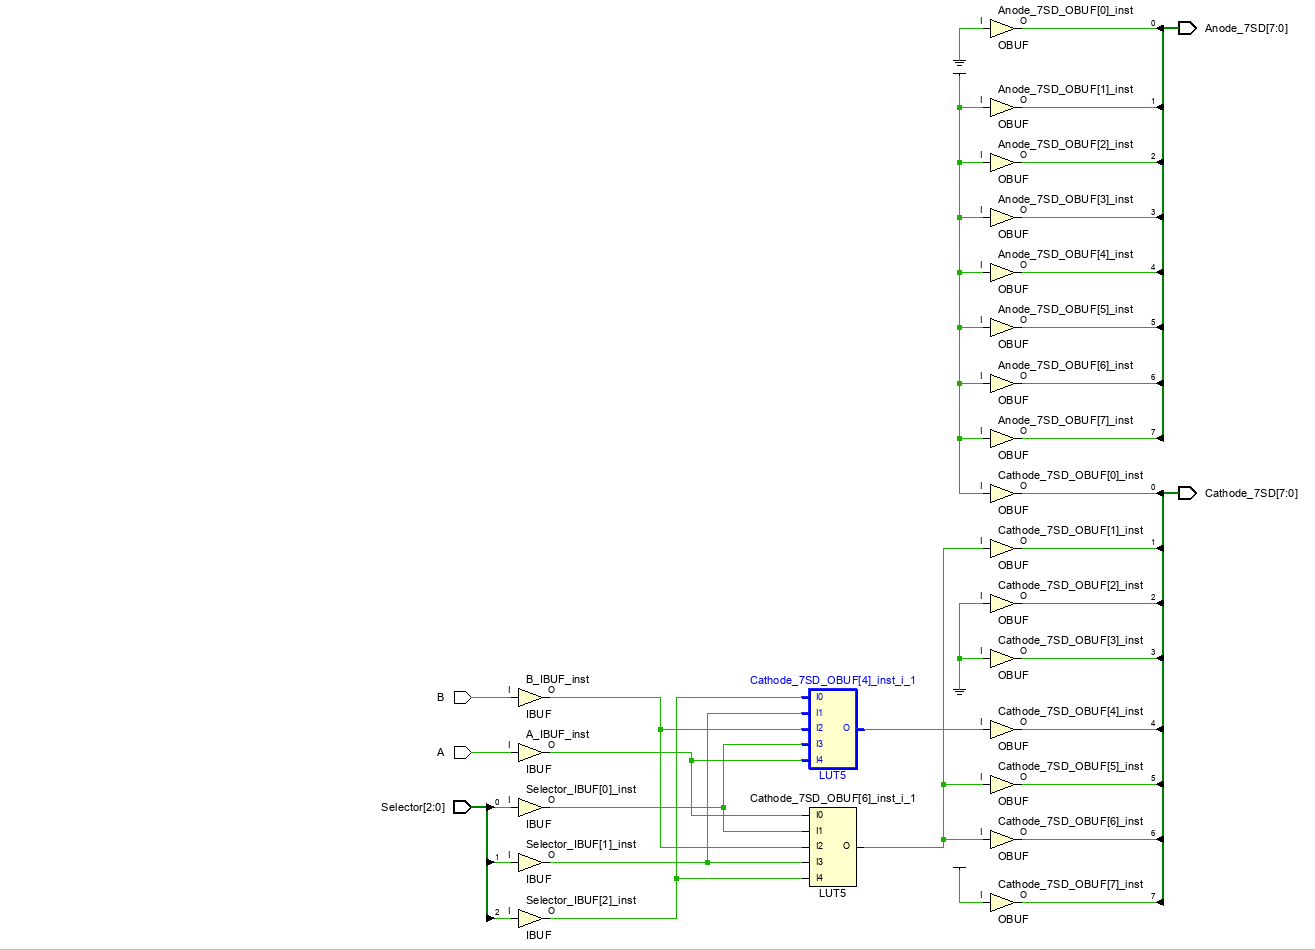 Anode_7SD_OBUF[0]_inst
I O 0 Anode_7SD[7:0]
OBUF
Anode_7SD_OBUF[1]_inst
I O 1
OBUF
Anode_7SD_OBUF[2]_inst
I O 2
OBUF
Anode_7SD_OBUF[3]_inst
I O 3
OBUF
Anode_7SD_OBUF[4]_inst
I O 4
OBUF
Anode_7SD_OBUF[5]_inst
I O 5
OBUF
Anode_7SD_OBUF[6]_inst
I O 6
OBUF
Anode_7SD_OBUF[7]_inst
I O 7
OBUF
Cathode_7SD_OBUF[0]_inst
I O 0 Cathode_7SD[7:0]
OBUF
Cathode_7SD_OBUF[1]_inst
I O 1
OBUF
Cathode_7SD_OBUF[2]_inst
I O 2
OBUF
Cathode_7SD_OBUF[3]_inst
I O 3
OBUF
B_IBUF_inst
B I O
IBUF
A_IBUF_inst
A I O
IBUF
Selector_IBUF[0]_inst
Selector[2:0] 0 I O
IBUF
Selector_IBUF[1]_inst
1 I O
IBUF
Selector_IBUF[2]_inst
2 I O
IBUF
Cathode_7SD_OBUF[4]_inst_i_1
I0
I1
I2 O
I3
I4
LUT5
Cathode_7SD_OBUF[6]_inst_i_1
I0
I1
I2 O
I3
I4
LUT5
Cathode_7SD_OBUF[4]_inst
I O 4
OBUF
Cathode_7SD_OBUF[5]_inst
I O 5
OBUF
Cathode_7SD_OBUF[6]_inst
I O 6
OBUF
Cathode_7SD_OBUF[7]_inst
I O 7
OBUF